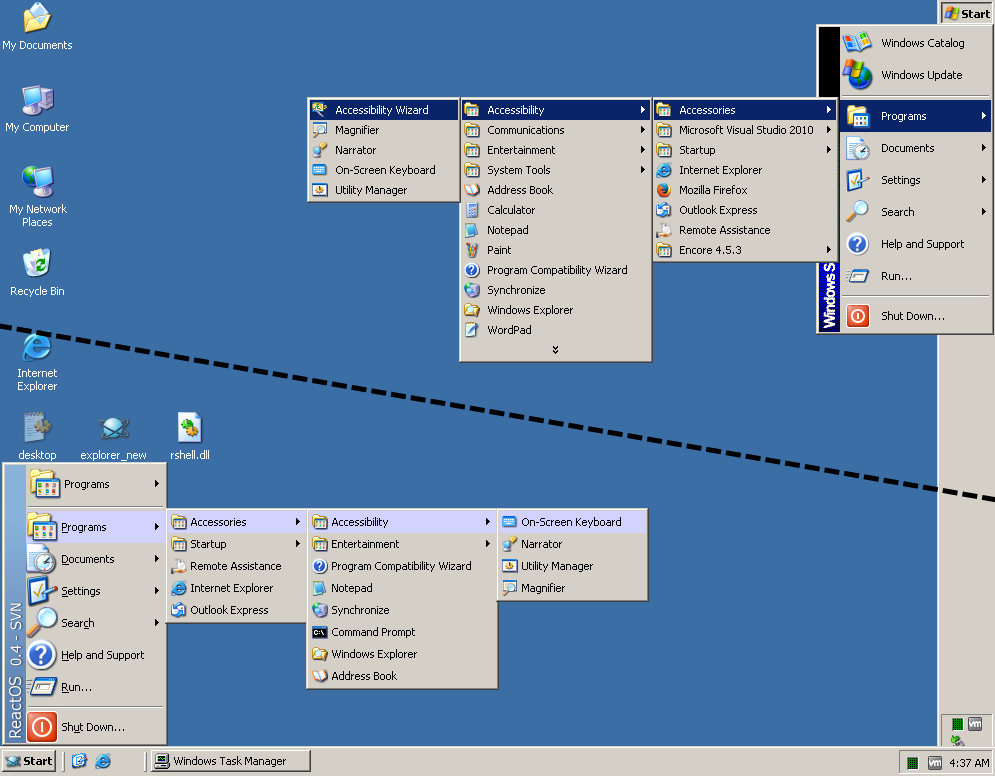 My Documents
My Computer
My Network
Places
Recycle Bin
Internet
Explorer
desktop
explorer_new
rshell.dll
Start
Windows Catalog
Windows Update
Programs
Documents
Settings
Search
Help and Support
Run...
Shut Down...
Windows S
Accessories
Microsoft Visual Studio 2010
Startup
Internet Explorer
Mozilla Firefox
Outlook Express
Remote Assistance
Encore 4.5.3
Accessibility
Communications
Entertainment
System Tools
Address Book
Calculator
Notepad
Paint
Program Compatibility Wizard
Synchronize
Windows Explorer
WordPad
Accessibility Wizard
Magnifier
Narrator
On-Screen Keyboard
Utility Manager
Programs
Programs
Documents
Settings
Search
Help and Support
Run...
Shut Down...
ReactOS 0.4 - SVN
Accessories
Startup
Remote Assistance
Internet Explorer
Outlook Express
Accessibility
Entertainment
Program Compatibility Wizard
Notepad
Synchronize
Command Prompt
Windows Explorer
Address Book
On-Screen Keyboard
Narrator
Utility Manager
Magnifier
vm
Start
Windows Task Manager
vm
4:37 AM